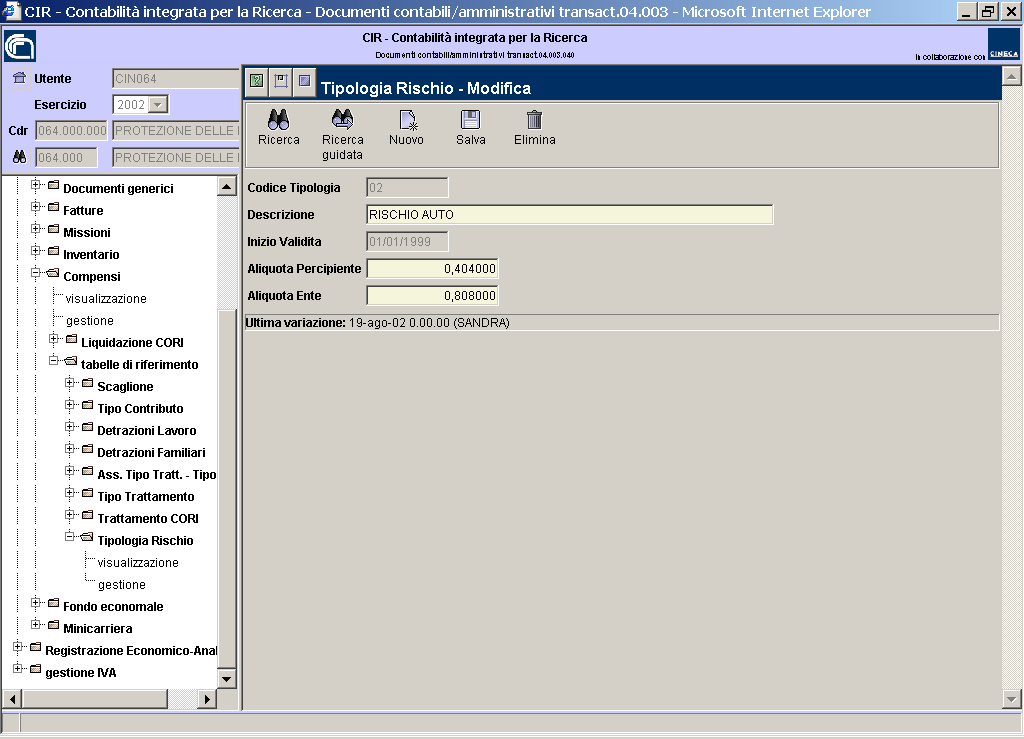 CIR - Contabilità integrata per la Ricerca - Documenti contabili/amministrativi transact.04.003 - Microsoft Internet Explorer
CIR - Contabilità integrata per la Ricerca
Documenti contabili/amministrativi transact.04.003.040
In collaborazione con CINECA
Utente CIN064
Esercizio 2002
Cdr 064.000.000 PROTEZIONE DELLE
064.000 PROTEZIONE DELLE
Documenti generici
Fatture
Missioni
Inventario
Compensi
visualizzazione
gestione
Liquidazione CORI
tabelle di riferimento
Scaglione
Tipo Contributo
Detrazioni Lavoro
Detrazioni Familiari
Ass. Tipo Tratt. - Tipo
Tipo Trattamento
Trattamento CORI
Tipologia Rischio
visualizzazione
gestione
Fondo economale
Minicarriera
Registrazione Economico-Anal
gestione IVA
Tipologia Rischio - Modifica
Ricerca
Ricerca guidata
Nuovo
Salva
Elimina
Codice Tipologia 02
Descrizione RISCHIO AUTO
Inizio Validita 01/01/1999
Aliquota Percipiente 0,404000
Aliquota Ente 0,808000
Ultima variazione: 19-ago-02 0.00.00 (SANDRA)